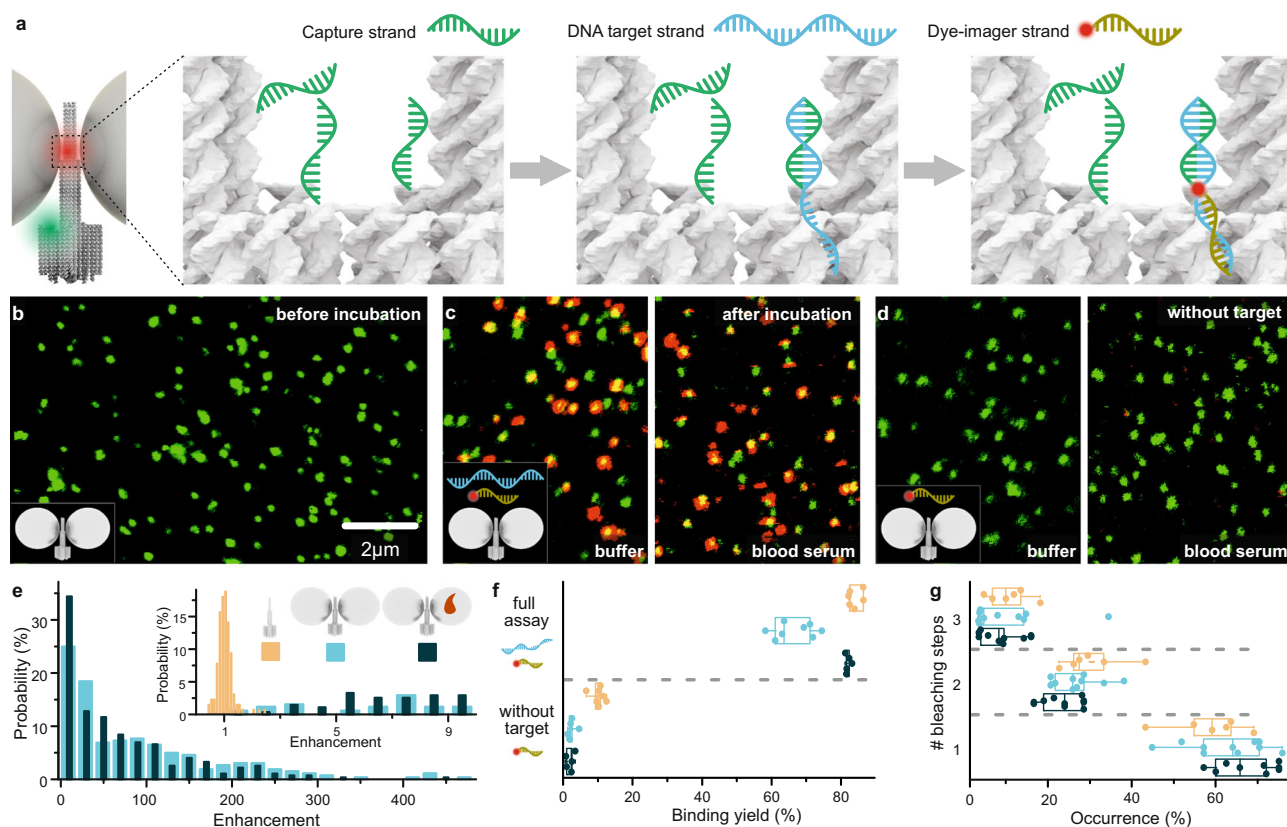 a
Capture strand
DNA target strand
Dye-imager strand
b
before incubation
2µm
c
after incubation
buffer
blood serum
d
without target
buffer
blood serum
e
Probability (%)
30
20
10
0
0
100
200
300
400
Enhancement
Probability (%)
15
10
5
2.5
0
1
5
9
Enhancement
f
full
assay
without
target
0
20
40
60
80
Binding yield (%)
g
# bleaching steps
3
2
1
20
40
60
Occurrence (%)